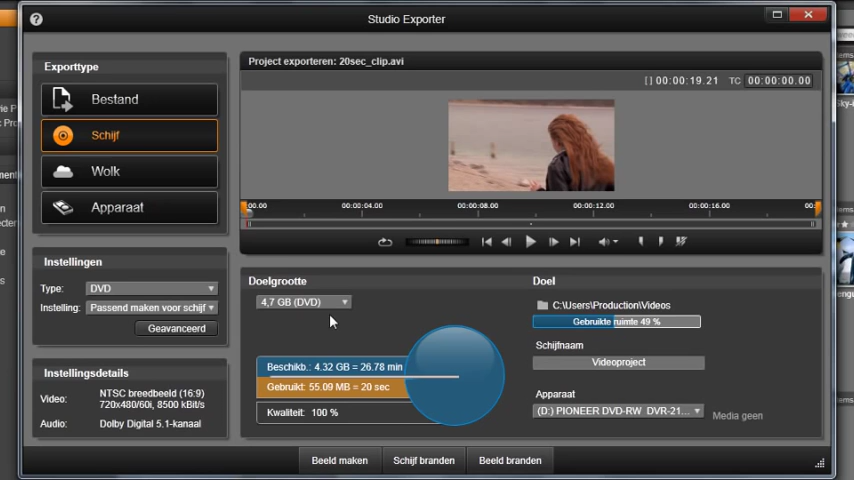 Studio Exporter
Exporttype
Bestand
Schijf
Wolk
Apparaat
Instellingen
Type: DVD
Instelling: Passend maken voor schijf
Geavanceerd
Instellingsdetails
Video: NTSC breedbeeld (16:9)
720x480/60i, 8500 kBit/s
Audio: Dolby Digital 5.1-kanaal
Project exporteren: 20sec_clip.avi
[ ] 00:00:19.21 TC 00:00:00.00
00.00 00:00:04.00 00:00:08.00 00:00:12.00 00:00:16.00 00:
Doelgrootte
4,7 GB (DVD)
Beschikb.: 4.32 GB = 26.78 min
Gebruikt: 55.09 MB = 20 sec
Kwaliteit: 100 %
Doel
C:\Users\Production\Videos
Gebruikte ruimte 49 %
Schijfnaam
Videoproject
Apparaat
(D:) PIONEER DVD-RW DVR-21... Media geen
Beeld maken
Schijf branden
Beeld branden